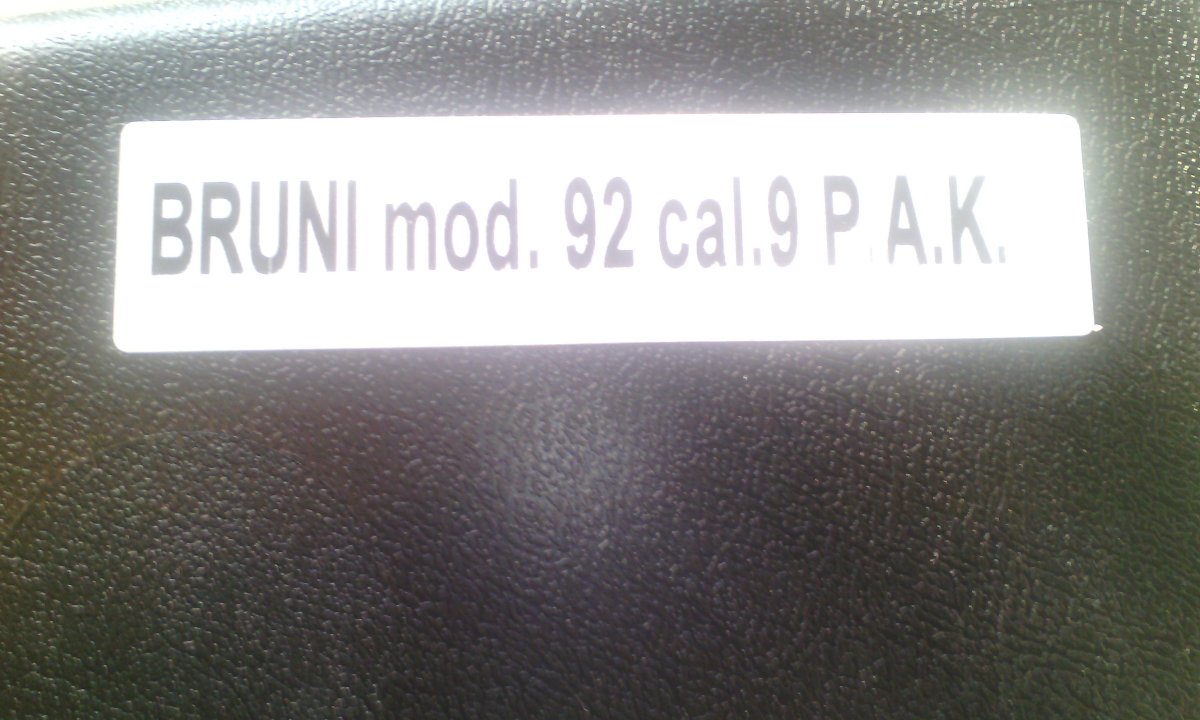 BRUNI mod. 92 cal.9 P.A.K.